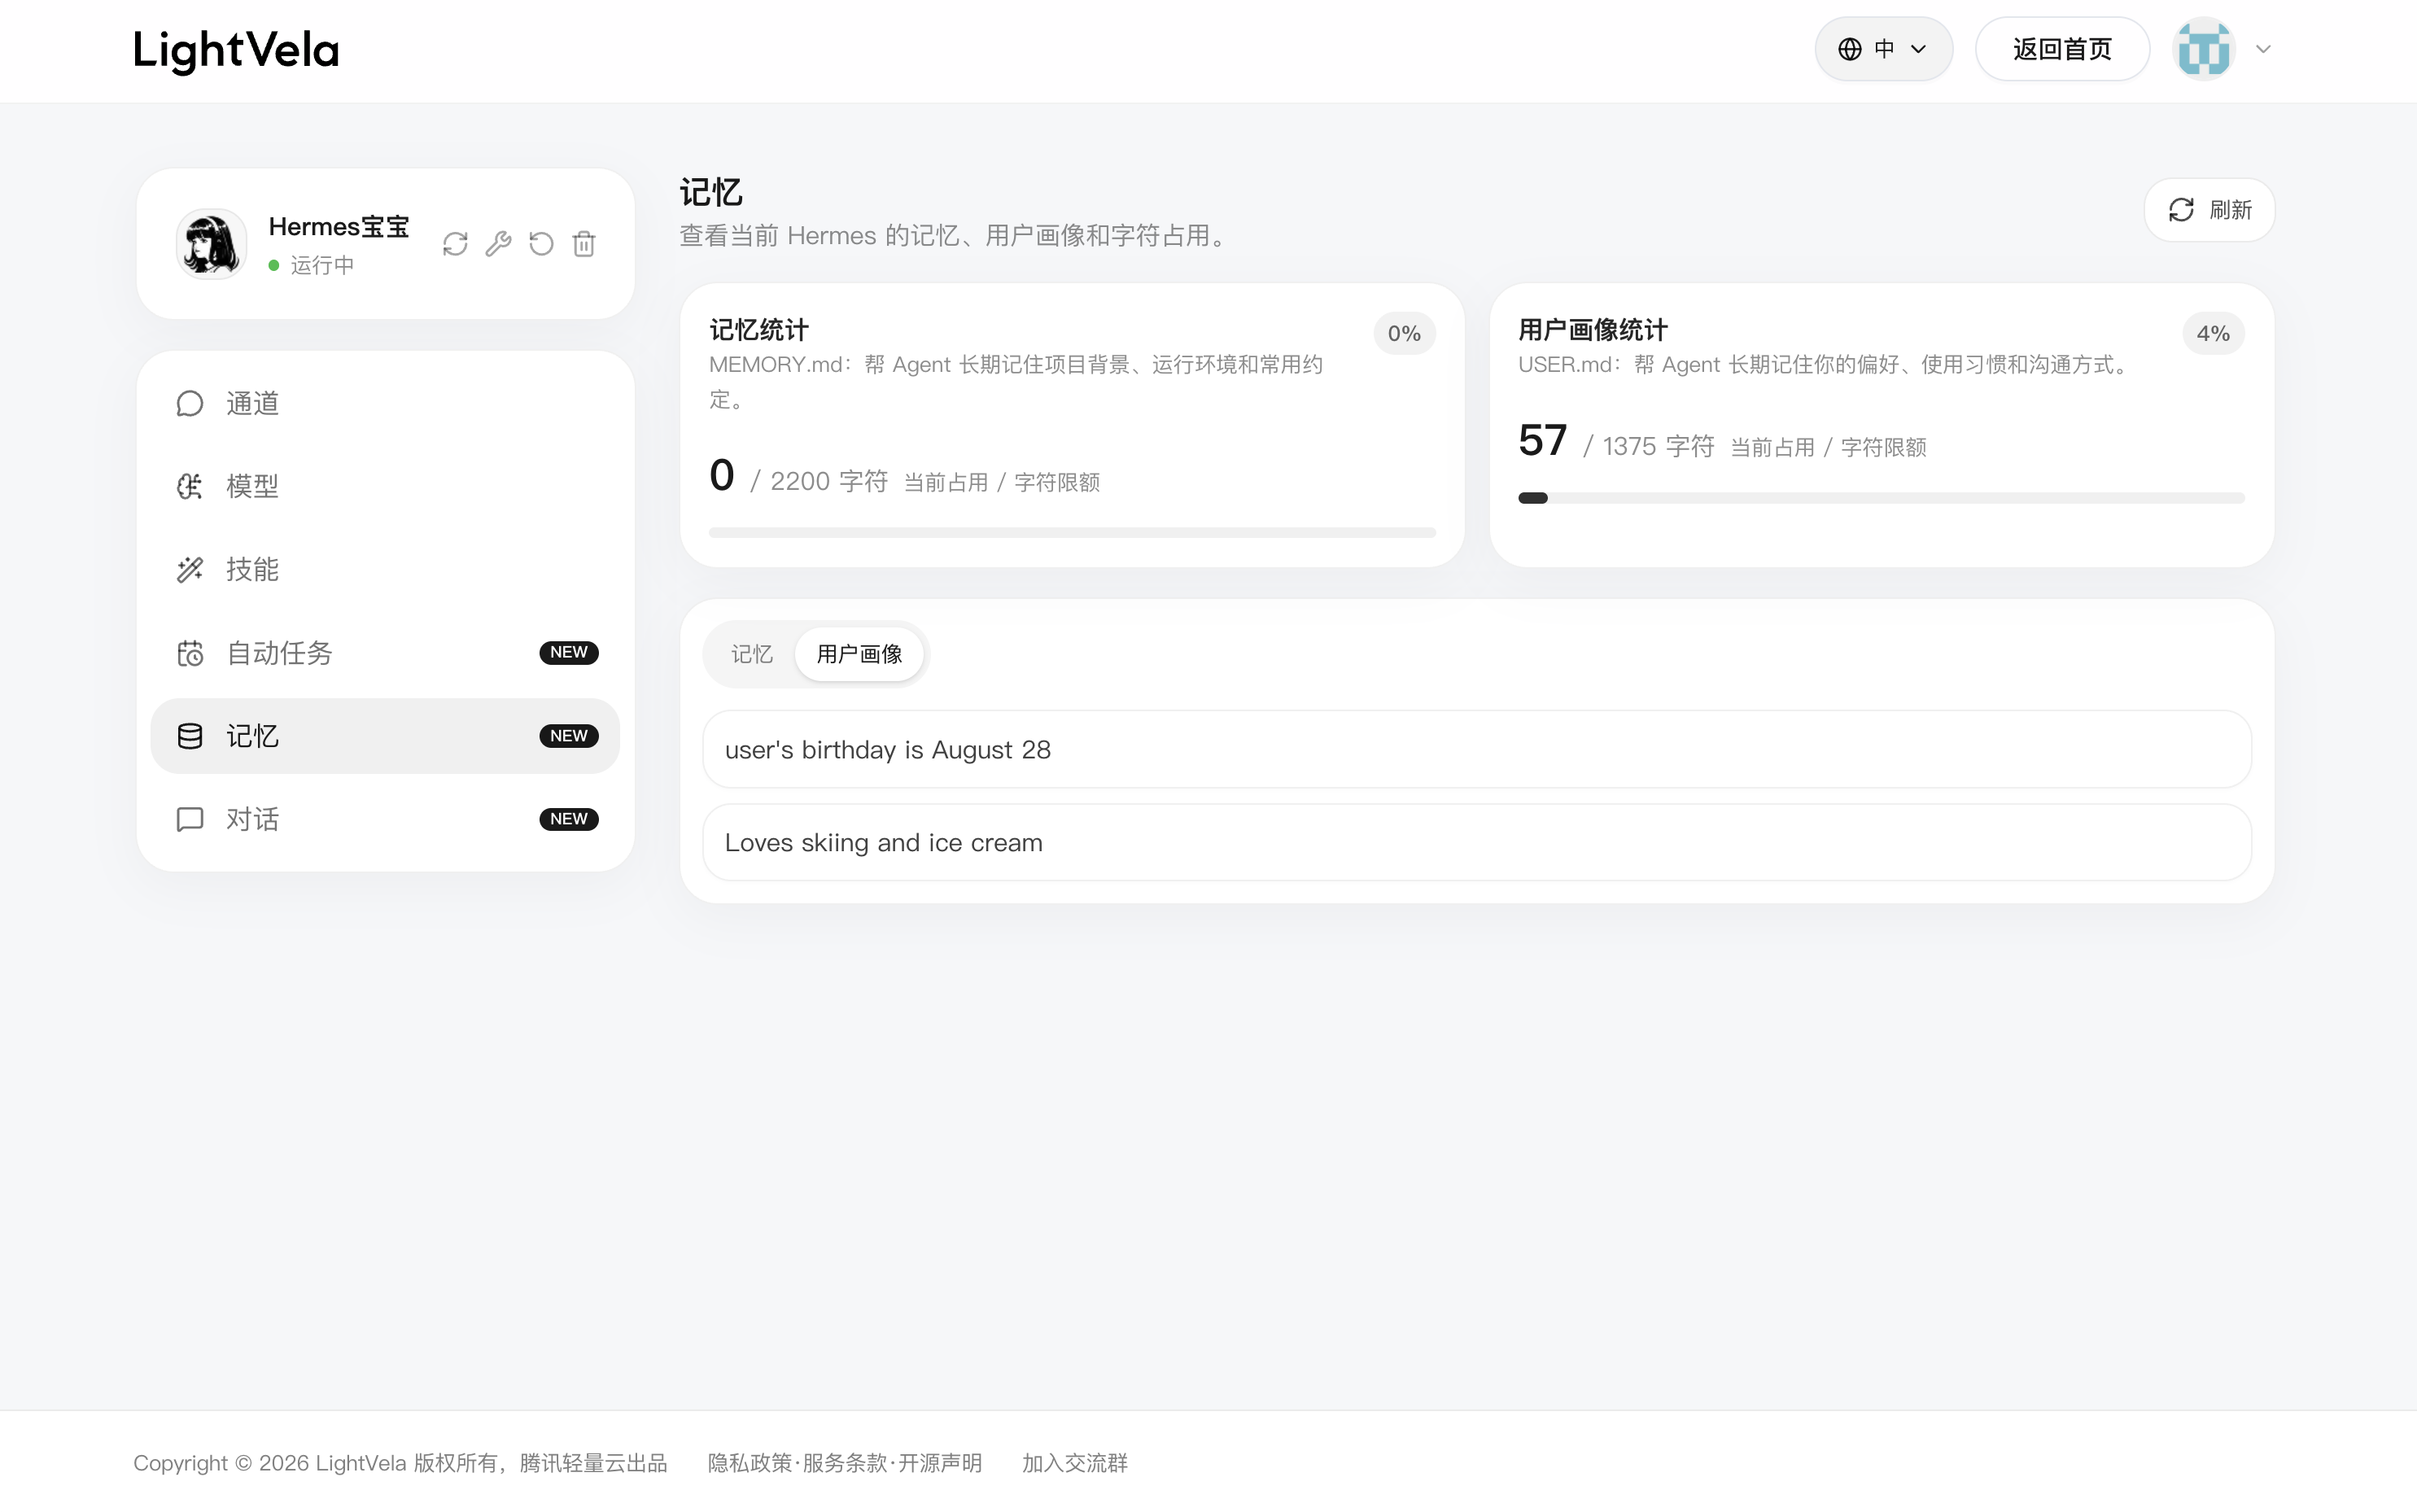 LightVela
中
返回首页
Hermes宝宝
运行中
通道
模型
技能
自动任务 NEW
记忆 NEW
对话 NEW
记忆
查看当前 Hermes 的记忆、用户画像和字符占用。
刷新
记忆统计
0%
MEMORY.md：帮 Agent 长期记住项目背景、运行环境和常用约
定。
0 / 2200 字符 当前占用 / 字符限额
用户画像统计
4%
USER.md：帮 Agent 长期记住你的偏好、使用习惯和沟通方式。
57 / 1375 字符 当前占用 / 字符限额
记忆 用户画像
user's birthday is August 28
Loves skiing and ice cream
Copyright © 2026 LightVela 版权所有，腾讯轻量云出品 隐私政策·服务条款·开源声明 加入交流群